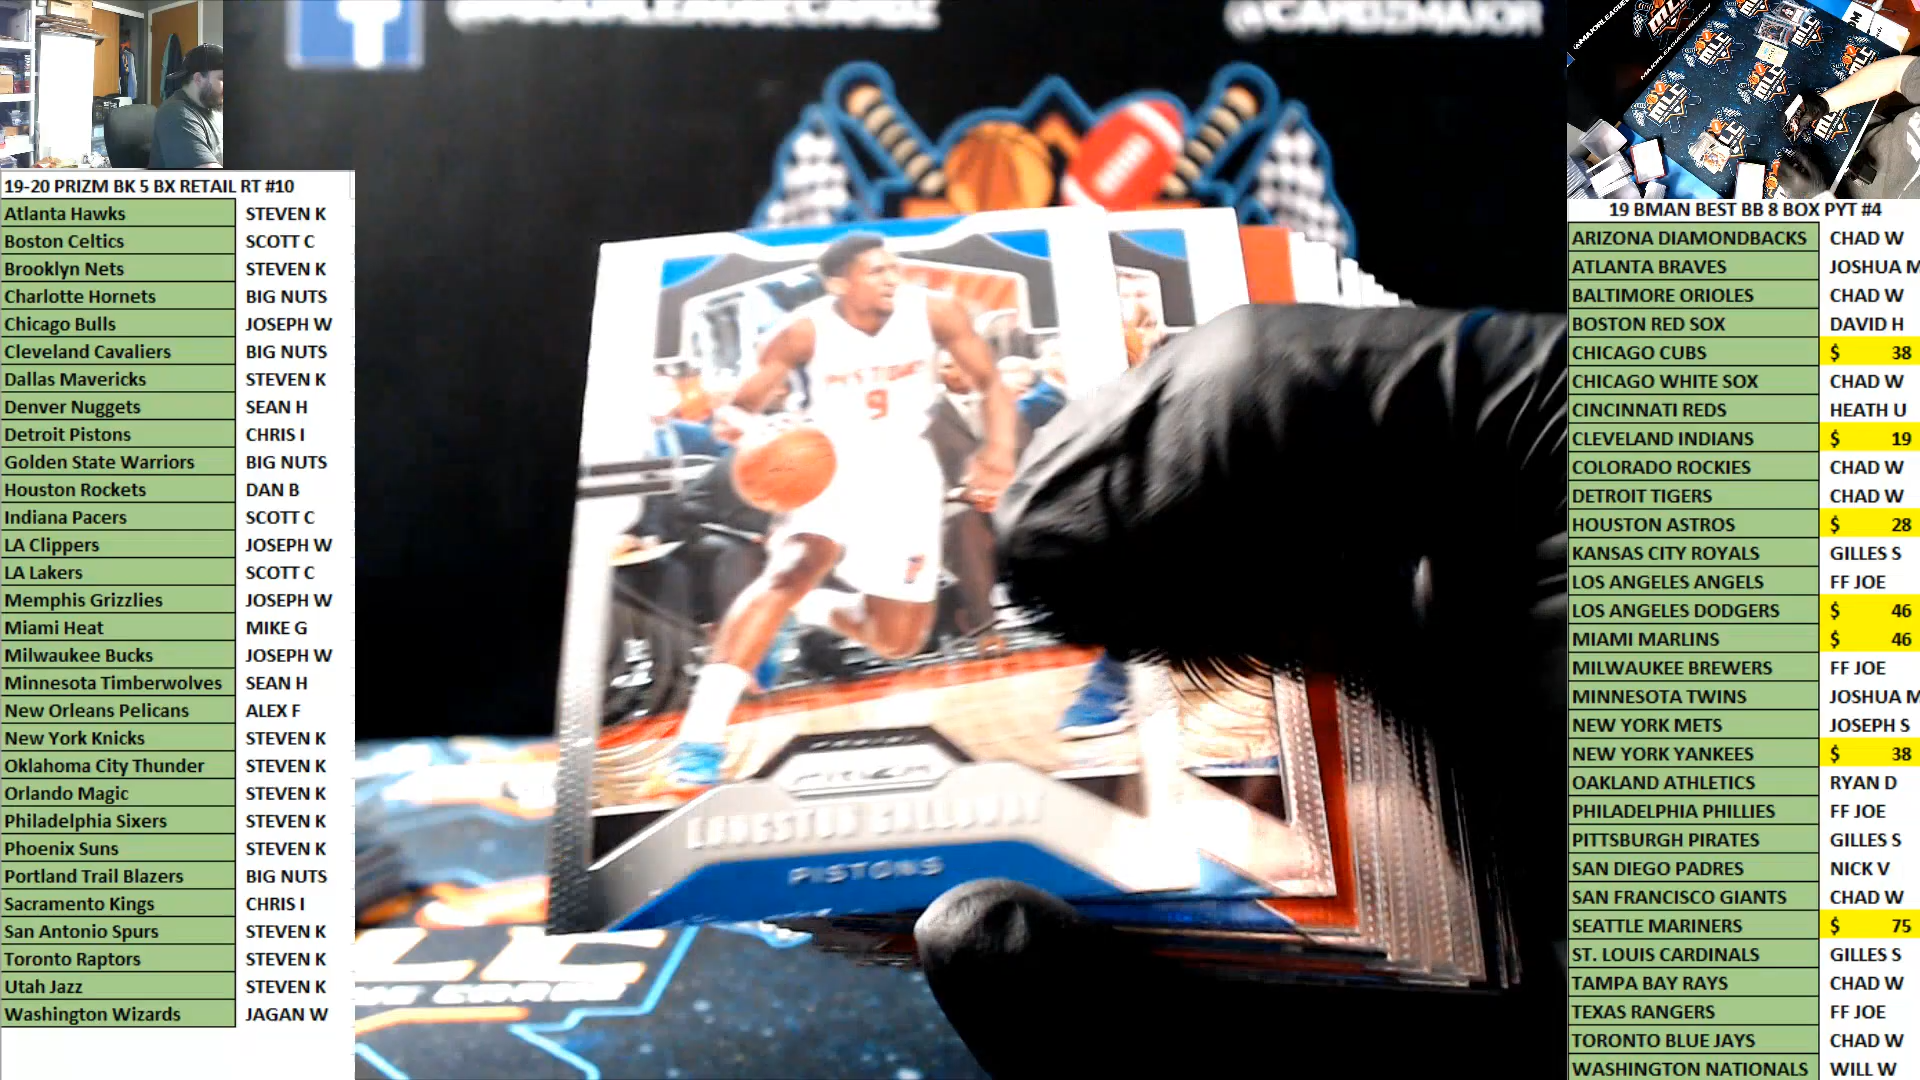 @CARDZMAJOR
19-20 PRIZM BK 5 BX RETAIL RT #10
Atlanta Hawks STEVEN K
Boston Celtics SCOTT C
Brooklyn Nets STEVEN K
Charlotte Hornets BIG NUTS
Chicago Bulls JOSEPH W
Cleveland Cavaliers BIG NUTS
Dallas Mavericks STEVEN K
Denver Nuggets SEAN H
Detroit Pistons CHRIS I
Golden State Warriors BIG NUTS
Houston Rockets DAN B
Indiana Pacers SCOTT C
LA Clippers JOSEPH W
LA Lakers SCOTT C
Memphis Grizzlies JOSEPH W
Miami Heat MIKE G
Milwaukee Bucks JOSEPH W
Minnesota Timberwolves SEAN H
New Orleans Pelicans ALEX F
New York Knicks STEVEN K
Oklahoma City Thunder STEVEN K
Orlando Magic STEVEN K
Philadelphia Sixers STEVEN K
Phoenix Suns STEVEN K
Portland Trail Blazers BIG NUTS
Sacramento Kings CHRIS I
San Antonio Spurs STEVEN K
Toronto Raptors STEVEN K
Utah Jazz STEVEN K
Washington Wizards JAGAN W
PISTONS
9
PRIZM
LANGSTON GALLOWAY
PISTONS
MLC
19 BMAN BEST BB 8 BOX PYT #4
ARIZONA DIAMONDBACKS CHAD W
ATLANTA BRAVES JOSHUA M
BALTIMORE ORIOLES CHAD W
BOSTON RED SOX DAVID H
CHICAGO CUBS $ 38
CHICAGO WHITE SOX CHAD W
CINCINNATI REDS HEATH U
CLEVELAND INDIANS $ 19
COLORADO ROCKIES CHAD W
DETROIT TIGERS CHAD W
HOUSTON ASTROS $ 28
KANSAS CITY ROYALS GILLES S
LOS ANGELES ANGELS FF JOE
LOS ANGELES DODGERS $ 46
MIAMI MARLINS $ 46
MILWAUKEE BREWERS FF JOE
MINNESOTA TWINS JOSHUA M
NEW YORK METS JOSEPH S
NEW YORK YANKEES $ 38
OAKLAND ATHLETICS RYAN D
PHILADELPHIA PHILLIES FF JOE
PITTSBURGH PIRATES GILLES S
SAN DIEGO PADRES NICK V
SAN FRANCISCO GIANTS CHAD W
SEATTLE MARINERS $ 75
ST. LOUIS CARDINALS GILLES S
TAMPA BAY RAYS CHAD W
TEXAS RANGERS FF JOE
TORONTO BLUE JAYS CHAD W
WASHINGTON NATIONALS WILL W